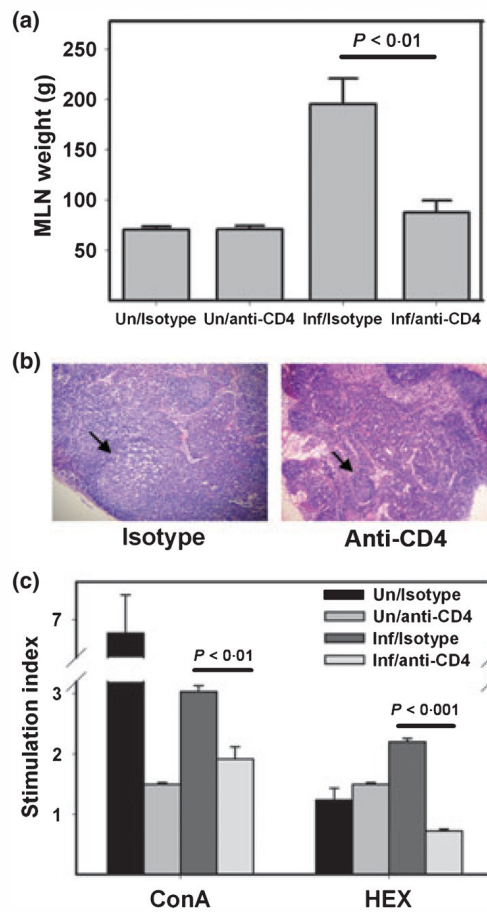 (a)
P < 0·01
MLN weight (g)
250
200
150
100
50
Un/Isotype Un/anti-CD4 Inf/Isotype Inf/anti-CD4
(b)
Isotype Anti-CD4
(c)
Un/Isotype
Un/anti-CD4
Inf/Isotype
Inf/anti-CD4
Stimulation index
7
3
2
1
P < 0·01
P < 0·001
ConA HEX